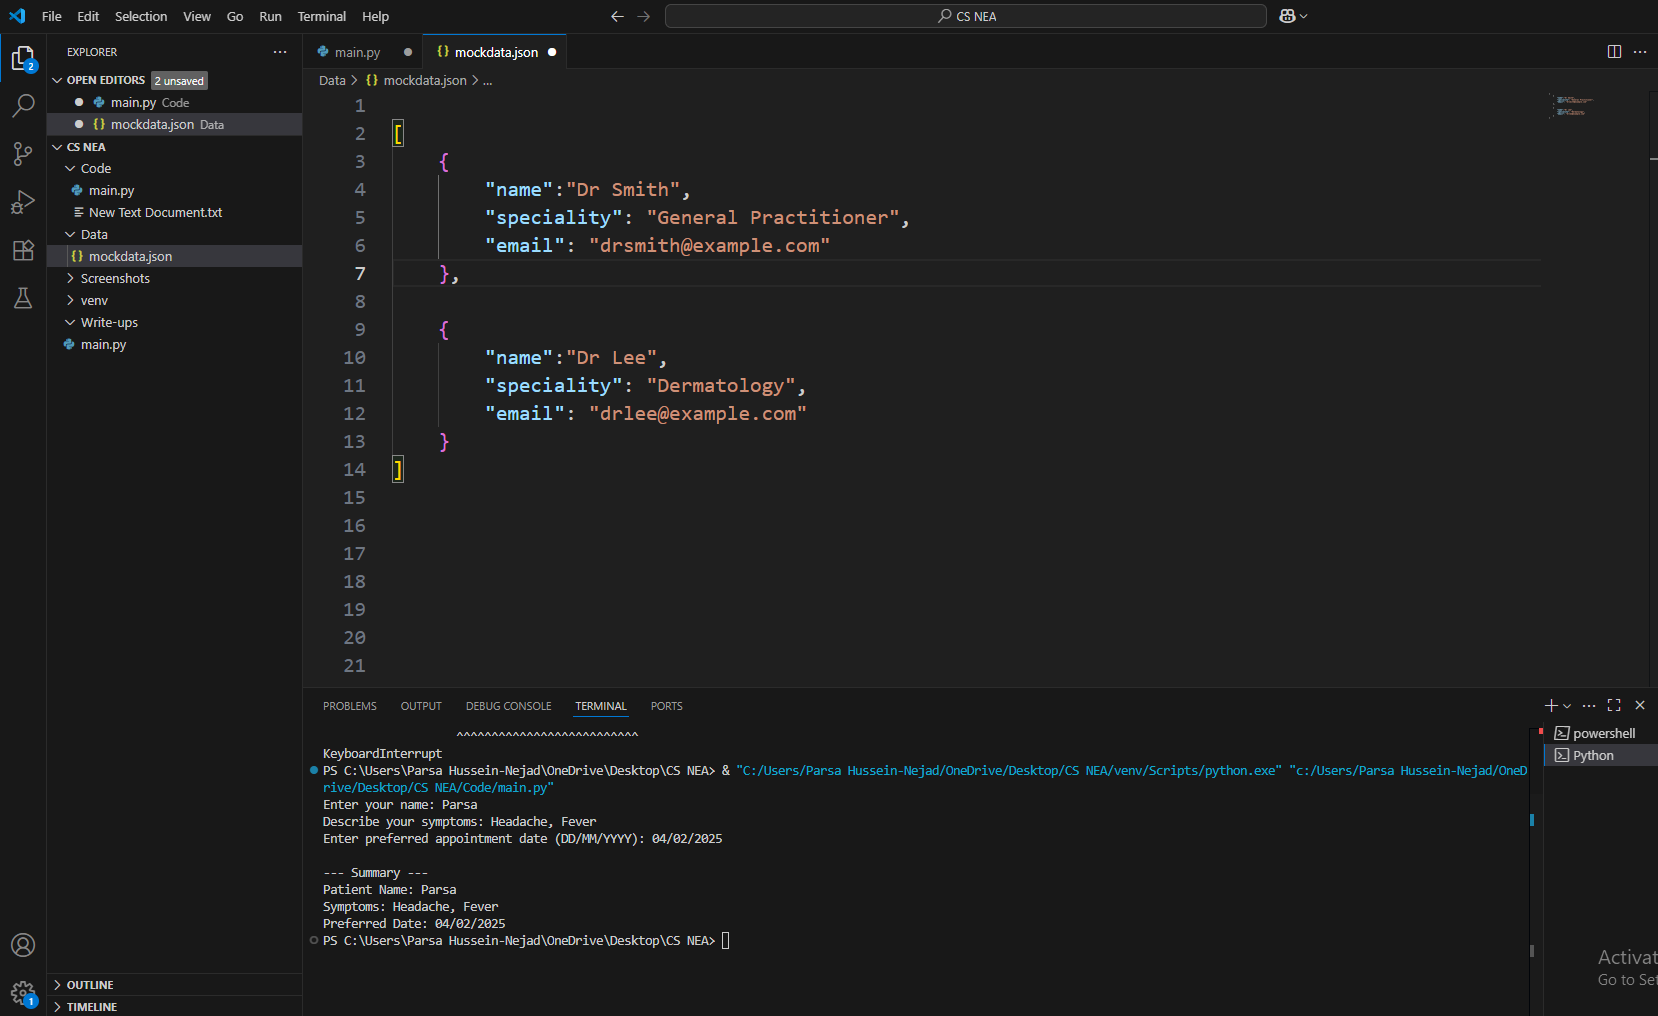 File Edit Selection View Go Run Terminal Help
CS NEA
EXPLORER
OPEN EDITORS 2 unsaved
main.py Code
mockdata.json Data
CS NEA
Code
main.py
New Text Document.txt
Data
mockdata.json
Screenshots
venv
Write-ups
main.py
OUTLINE
TIMELINE
2
1
main.py
{} mockdata.json
Data > {} mockdata.json > ...
1
2 [
3 {
4 "name":"Dr Smith",
5 "speciality": "General Practitioner",
6 "email": "drsmith@example.com"
7 },
8
9 {
10 "name":"Dr Lee",
11 "speciality": "Dermatology",
12 "email": "drlee@example.com"
13 }
14 ]
15
16
17
18
19
20
21
PROBLEMS OUTPUT DEBUG CONSOLE TERMINAL PORTS
^^^^^^^^^^^^^^^^^^^^^^^^^^
KeyboardInterrupt
PS C:\Users\Parsa Hussein-Nejad\OneDrive\Desktop\CS NEA> & "C:/Users/Parsa Hussein-Nejad/OneDrive/Desktop/CS NEA/venv/Scripts/python.exe" "c:/Users/Parsa Hussein-Nejad/OneD
rive/Desktop/CS NEA/Code/main.py"
Enter your name: Parsa
Describe your symptoms: Headache, Fever
Enter preferred appointment date (DD/MM/YYYY): 04/02/2025
--- Summary ---
Patient Name: Parsa
Symptoms: Headache, Fever
Preferred Date: 04/02/2025
PS C:\Users\Parsa Hussein-Nejad\OneDrive\Desktop\CS NEA>
powershell
Python
Activat
Go to Set